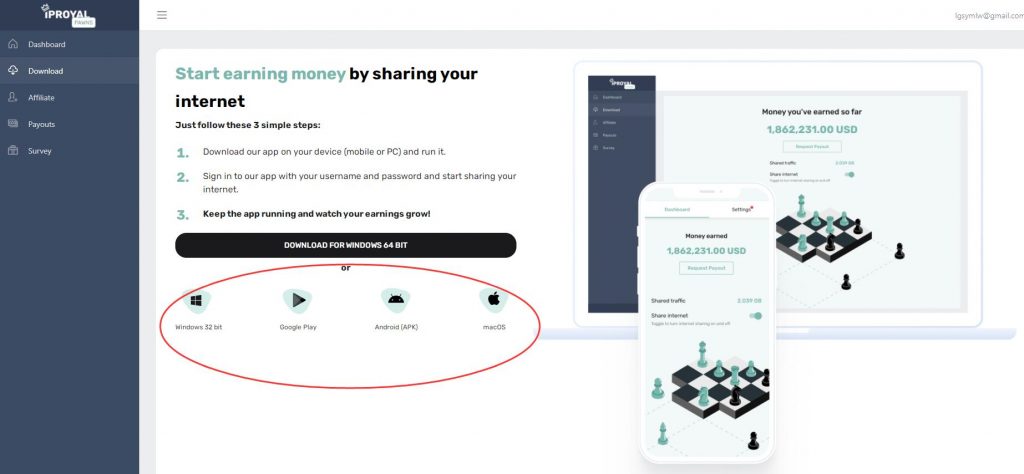 IPROYAL
PAWNS
lgsymlw@gmail.com
Dashboard
Download
Affiliate
Payouts
Survey
Start earning money by sharing your
internet
Just follow these 3 simple steps:
1. Download our app on your device (mobile or PC) and run it.
2. Sign in to our app with your username and password and start sharing your
internet.
3. Keep the app running and watch your earnings grow!
DOWNLOAD FOR WINDOWS 64 BIT
or
Windows 32 bit
Google Play
Android (APK)
macOS
IPROYAL
Dashboard
Download
Affiliate
Payouts
Survey
Money you've earned so far
1,862,231.00 USD
Request Payout
Shared traffic 2.039 GB
Share internet
Toggle to turn internet sharing on and off
Dashboard Settings
Money earned
1,862,231.00 USD
Request Payout
Shared traffic 2.039 GB
Share internet
Toggle to turn internet sharing on and off